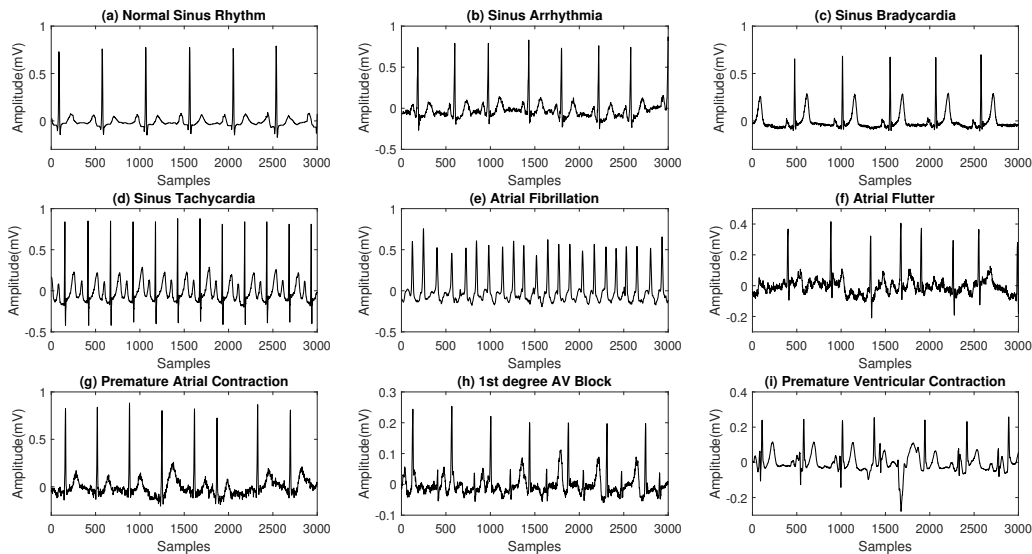 (a) Normal Sinus Rhythm
1
0.5
0
Amplitude(mV)
0 500 1000 1500 2000 2500 3000
Samples
(b) Sinus Arrhythmia
1
0.5
0
-0.5
Amplitude(mV)
0 500 1000 1500 2000 2500 3000
Samples
(c) Sinus Bradycardia
1
0.5
0
Amplitude(mV)
0 500 1000 1500 2000 2500 3000
Samples
(d) Sinus Tachycardia
1
0.5
0
-0.5
Amplitude(mV)
0 500 1000 1500 2000 2500 3000
Samples
(e) Atrial Fibrillation
1
0.5
0
-0.5
Amplitude(mV)
0 500 1000 1500 2000 2500 3000
Samples
(f) Atrial Flutter
0.4
0.2
0
-0.2
Amplitude(mV)
0 500 1000 1500 2000 2500 3000
Samples
(g) Premature Atrial Contraction
1
0.5
0
Amplitude(mV)
0 500 1000 1500 2000 2500 3000
Samples
(h) 1st degree AV Block
0.3
0.2
0.1
0
-0.1
Amplitude(mV)
0 500 1000 1500 2000 2500 3000
Samples
(i) Premature Ventricular Contraction
0.4
0.2
0
-0.2
Amplitude(mV)
0 500 1000 1500 2000 2500 3000
Samples